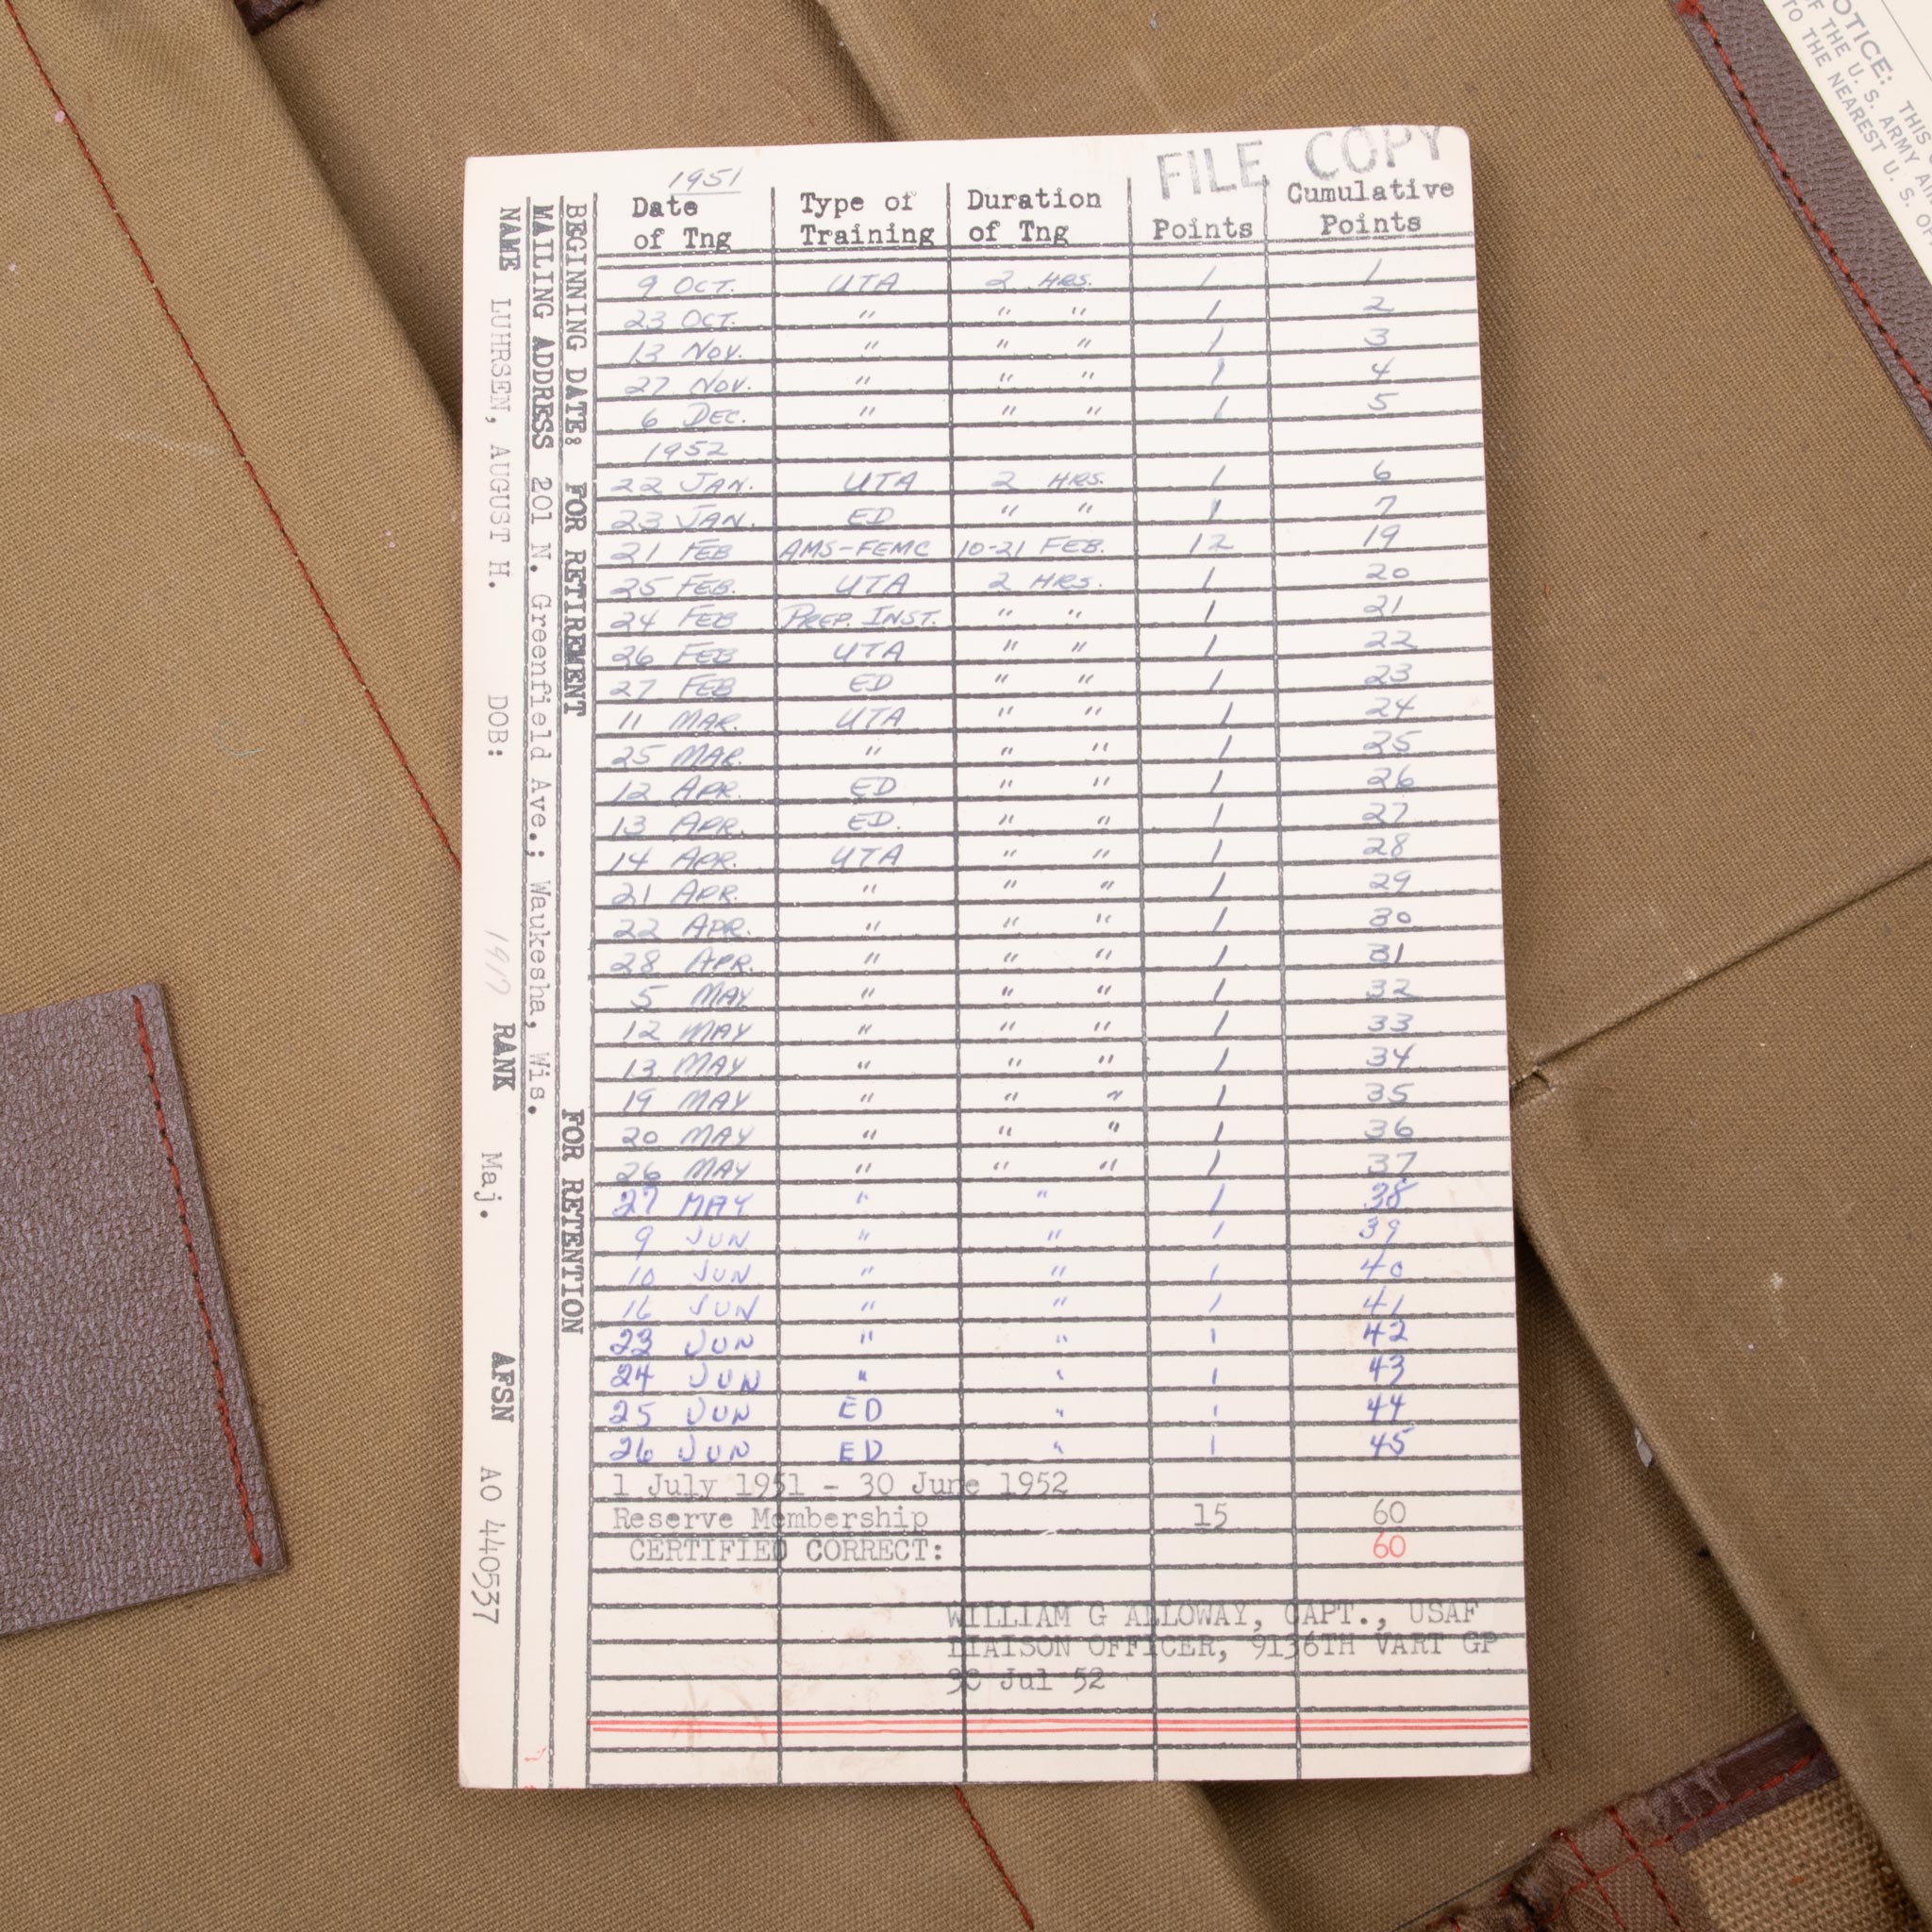 FILE COPY
1951
Date of Tng Type of Training Duration of Tng Points Cumulative Points
9 OCT. UTA 2 HRS. 1 1
23 OCT. " " " 1 2
13 NOV. " " " 1 3
27 NOV. " " " 1 4
6 DEC. " " " 1 5
1952
22 JAN. UTA 2 HRS. 1 6
23 JAN. ED " " 1 7
21 FEB AMS-FEMC 10-21 FEB. 12 19
25 FEB. UTA 2 HRS. 1 20
24 FEB PREP. INST. " " 1 21
26 FEB UTA " " 1 22
27 FEB ED " " 1 23
11 MAR. UTA " " 1 24
25 MAR. " " " 1 25
12 APR. ED " " 1 26
13 APR. ED. " " 1 27
14 APR. UTA " " 1 28
21 APR. " " " 1 29
22 APR. " " " 1 30
28 APR. " " " 1 31
5 MAY " " " 1 32
12 MAY " " " 1 33
13 MAY " " " 1 34
19 MAY " " " 1 35
20 MAY " " " 1 36
26 MAY " " " 1 37
27 MAY " " 1 38
9 JUN " " 1 39
10 JUN " " 1 40
16 JUN " " 1 41
23 JUN " " 1 42
24 JUN " " 1 43
25 JUN ED " 1 44
26 JUN ED " 1 45
1 July 1951 - 30 June 1952
Reserve Membership 15 60
CERTIFIED CORRECT: 60
WILLIAM G ALLOWAY, CAPT., USAF
LIAISON OFFICER, 9136TH VART GP
Jul 52
BEGINNING DATE: FOR RETIREMENT FOR RETENTION
MAILING ADDRESS 201 N. Greenfield Ave.; Waukesha, Wis.
NAME LUHRSEN, AUGUST H. DOB: 1917 RANK Maj. AFSN AO 440537
OTICE: THIS
F THE U. S. ARMY AI
TO THE NEAREST U. S.